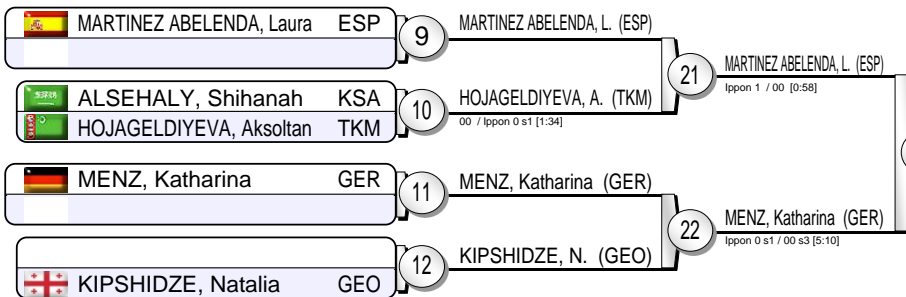 MARTINEZ ABELENDA, Laura ESP
9
MARTINEZ ABELENDA, L. (ESP)
21
MARTINEZ ABELENDA, L. (ESP)
Ippon 1 / 00 [0:58]
ALSEHALY, Shihanah KSA
HOJAGELDIYEVA, Aksoltan TKM
10
HOJAGELDIYEVA, A. (TKM)
00 / Ippon 0 s1 [1:34]
MENZ, Katharina GER
11
MENZ, Katharina (GER)
22
MENZ, Katharina (GER)
Ippon 0 s1 / 00 s3 [5:10]
KIPSHIDZE, Natalia GEO
12
KIPSHIDZE, N. (GEO)